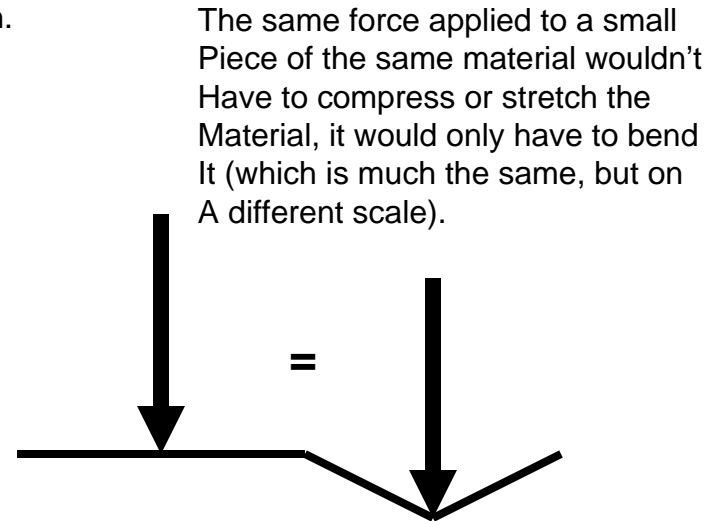 n.
The same force applied to a small
Piece of the same material wouldn't
Have to compress or stretch the
Material, it would only have to bend
It (which is much the same, but on
A different scale).
=